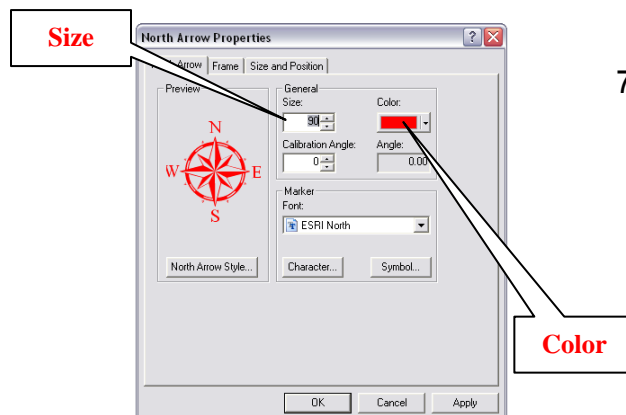 Size
North Arrow Properties
Arrow Frame Size and Position
Preview
General
Size:
Color:
90
Calibration Angle:
Angle:
0
0.00
N
W E
S
Marker
Font:
ESRI North
North Arrow Style...
Character...
Symbol...
Color
OK Cancel Apply
7